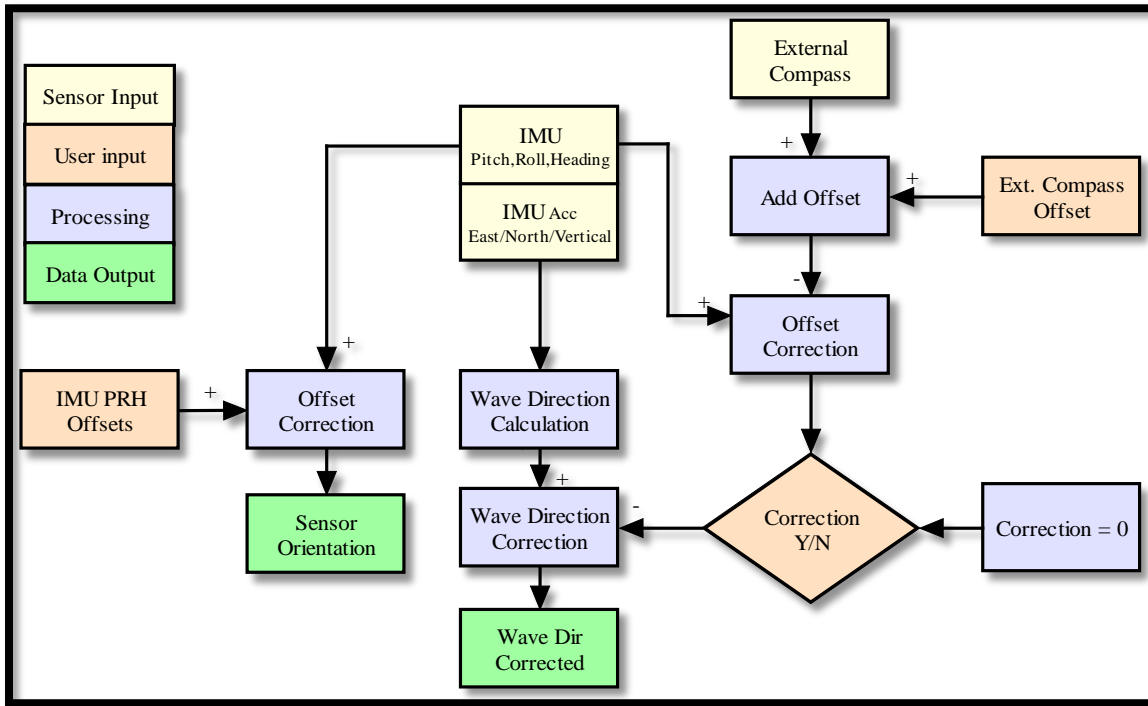 Sensor Input
User input
Processing
Data Output
External
Compass
IMU
Pitch,Roll,Heading
IMU Acc
East/North/Vertical
+
Add Offset
+
Ext. Compass
Offset
-
+
Offset
Correction
+
IMU PRH
Offsets
+
Offset
Correction
Wave Direction
Calculation
+
Sensor
Orientation
Wave Direction
Correction
-
Correction
Y/N
Correction = 0
Wave Dir
Corrected